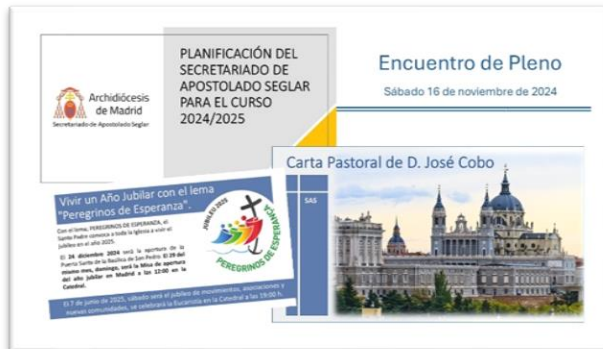 PLANIFICACIÓN DEL
SECRETARIADO DE
APOSTOLADO SEGLAR
PARA EL CURSO
2024/2025
Archidiócesis
de Madrid
Secretariado de Apostolado Seglar
Encuentro de Pleno
Sábado 16 de noviembre de 2024
Carta Pastoral de D. José Cobo
SAS
Vivir un Año Jubilar con el lema
"Peregrinos de Esperanza".
Con el lema, PEREGRINOS DE ESPERANZA, el
Santo Padre convoca a toda la Iglesia a vivir el
jubileo en el año 2025.
El 24 diciembre 2024 será la apertura de la
Puerta Santa de la Basílica de San Pedro. El 29 del
mismo mes, domingo, será la Misa de apertura
del año jubilar en Madrid a las 12:00 en la
Catedral.
JUBILEU 2025
PEREGRINOS DE ESPERANÇA
El 7 de junio de 2025, sábado será el jubileo de movimientos, asociaciones y
nuevas comunidades, se celebrará la Eucaristía en la Catedral a las 19:00 h.